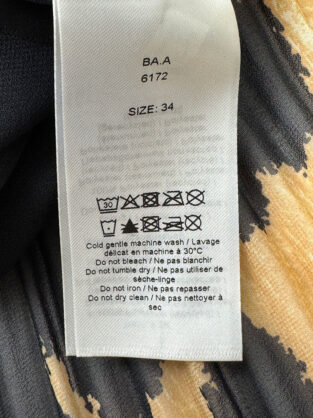 BA.A
6172
SIZE: 34
30
Cold gentle machine wash / Lavage
délicat en machine à 30°C
Do not bleach / Ne pas blanchir
Do not tumble dry / Ne pas utiliser de
sèche-linge
Do not iron / Ne pas repasser
Do not dry clean / Ne pas nettoyer à
sec